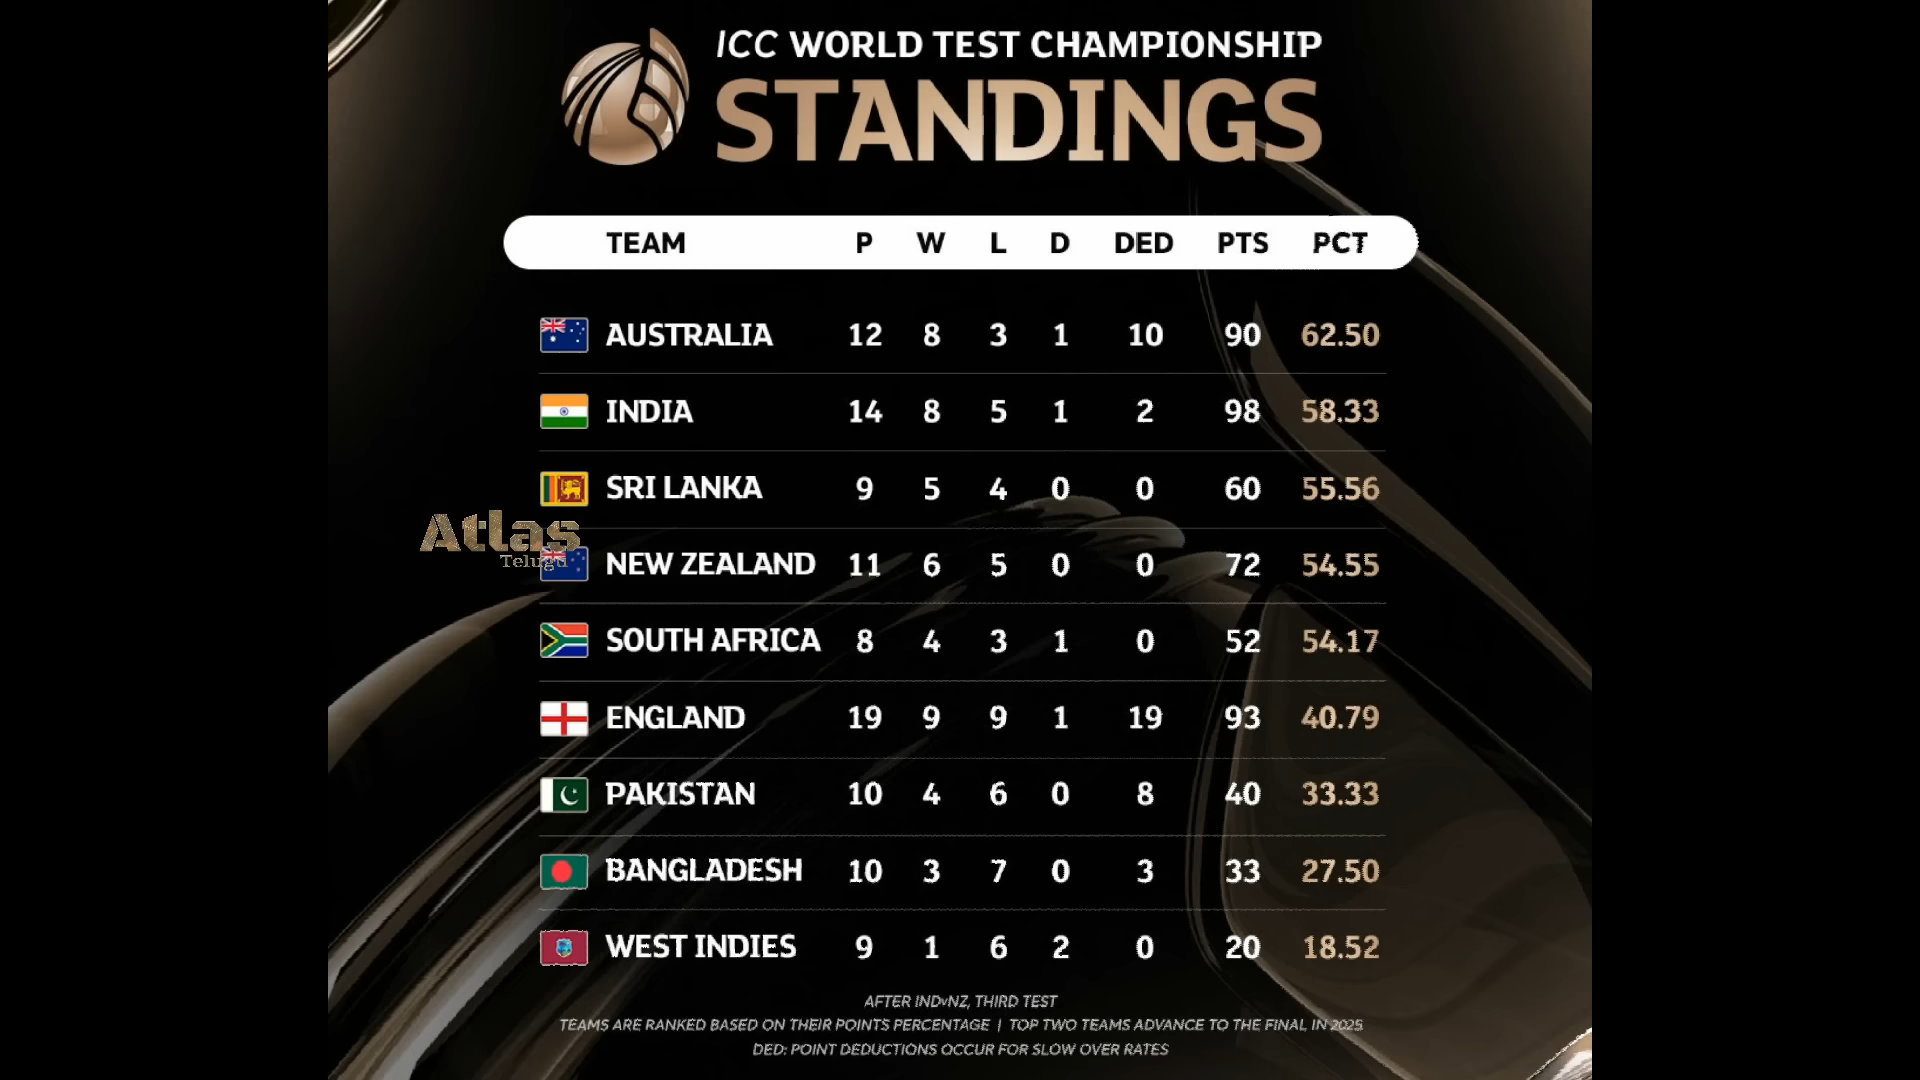 ICC WORLD TEST CHAMPIONSHIP
STANDINGS
TEAM P W L D DED PTS PCT
AUSTRALIA 12 8 3 1 10 90 62.50
INDIA 14 8 5 1 2 98 58.33
SRI LANKA 9 5 4 0 0 60 55.56
Atlas
Telugu
NEW ZEALAND 11 6 5 0 0 72 54.55
SOUTH AFRICA 8 4 3 1 0 52 54.17
ENGLAND 19 9 9 1 19 93 40.79
PAKISTAN 10 4 6 0 8 40 33.33
BANGLADESH 10 3 7 0 3 33 27.50
WEST INDIES 9 1 6 2 0 20 18.52
AFTER INDvNZ, THIRD TEST
TEAMS ARE RANKED BASED ON THEIR POINTS PERCENTAGE | TOP TWO TEAMS ADVANCE TO THE FINAL IN 2025
DED: POINT DEDUCTIONS OCCUR FOR SLOW OVER RATES